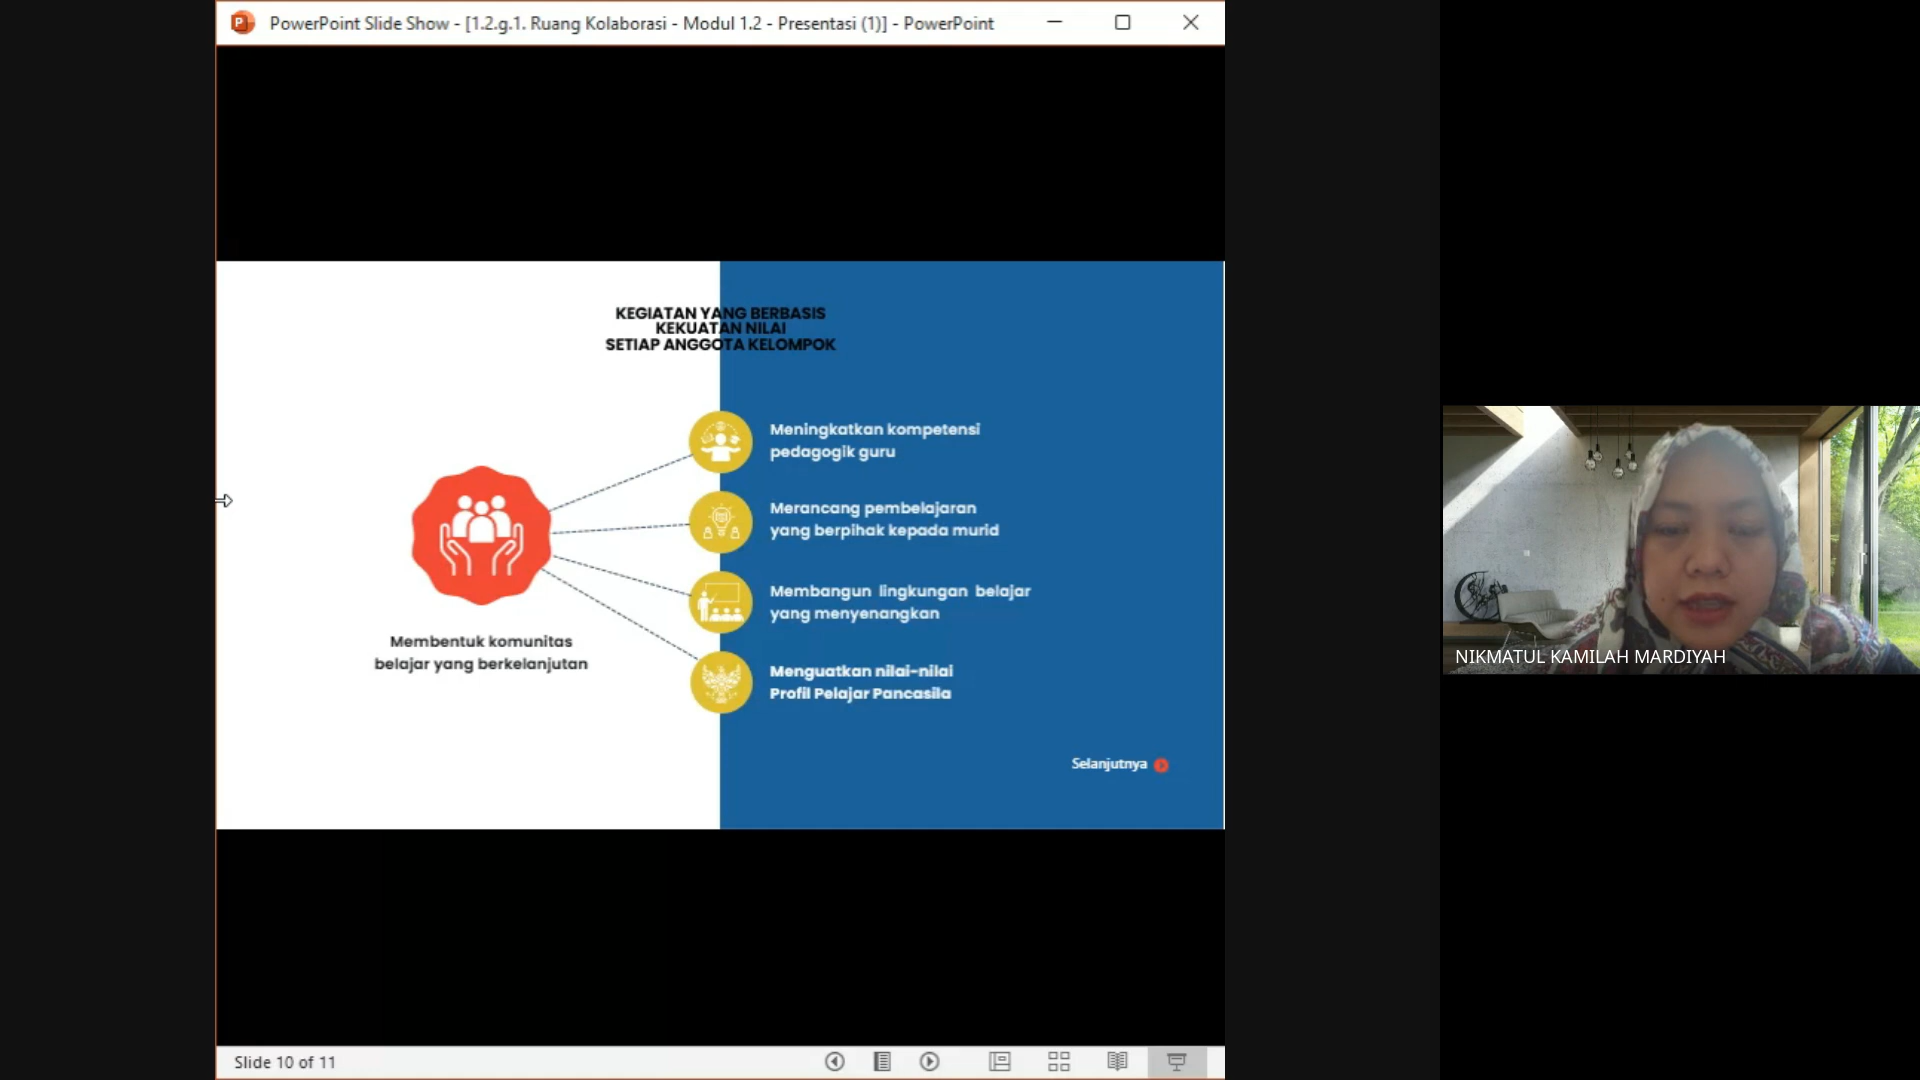 PowerPoint Slide Show - [1.2.g.1. Ruang Kolaborasi - Modul 1.2 - Presentasi (1)] - PowerPoint
KEGIATAN YANG BERBASIS
KEKUATAN NILAI
SETIAP ANGGOTA KELOMPOK
Meningkatkan kompetensi
pedagogik guru
Merancang pembelajaran
yang berpihak kepada murid
Membangun lingkungan belajar
yang menyenangkan
Membentuk komunitas
belajar yang berkelanjutan
Menguatkan nilai-nilai
Profil Pelajar Pancasila
Selanjutnya
NIKMATUL KAMILAH MARDIYAH
Slide 10 of 11